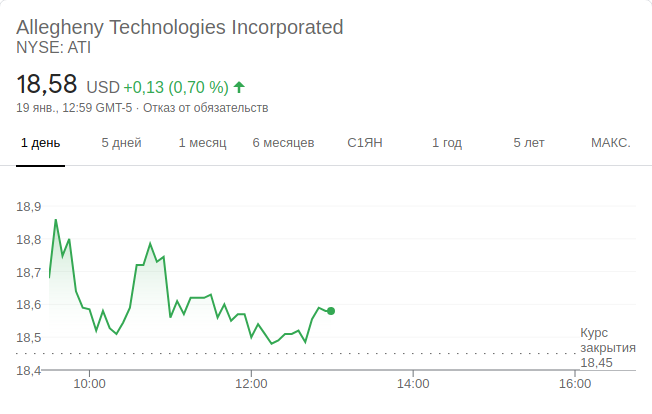 Allegheny Technologies Incorporated
NYSE: ATI
18,58 USD +0,13 (0,70 %)
19 янв., 12:59 GMT-5 · Отказ от обязательств
1 день 5 дней 1 месяц 6 месяцев С1ЯН 1 год 5 лет МАКС.
18,9
18,8
18,7
18,6
18,5
18,4
Курс
закрытия
18,45
10:00 12:00 14:00 16:00